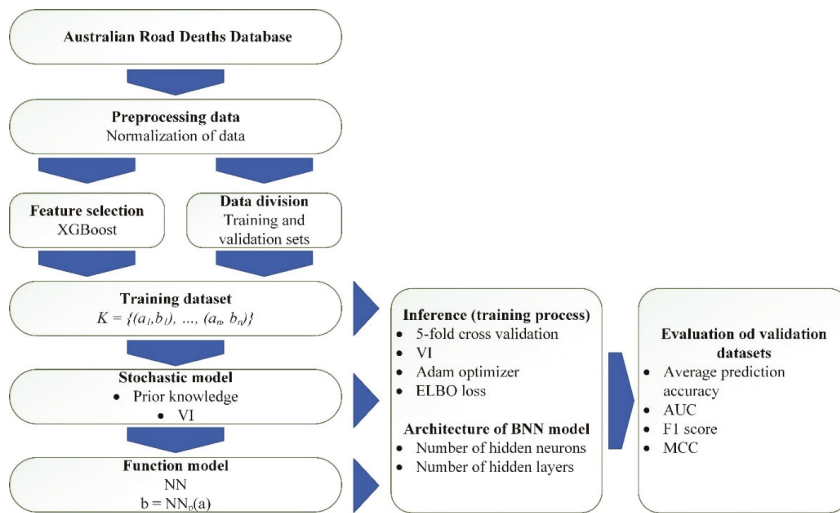 Australian Road Deaths Database
Preprocessing data
Normalization of data
Feature selection
XGBoost
Data division
Training and
validation sets
Training dataset
K = {(a₁,b₁), ..., (aₙ, bₙ)}
Stochastic model
• Prior knowledge
• VI
Function model
NN
b = NNₚ(a)
Inference (training process)
• 5-fold cross validation
• VI
• Adam optimizer
• ELBO loss
Architecture of BNN model
• Number of hidden neurons
• Number of hidden layers
Evaluation od validation
datasets
• Average prediction
accuracy
• AUC
• F1 score
• MCC